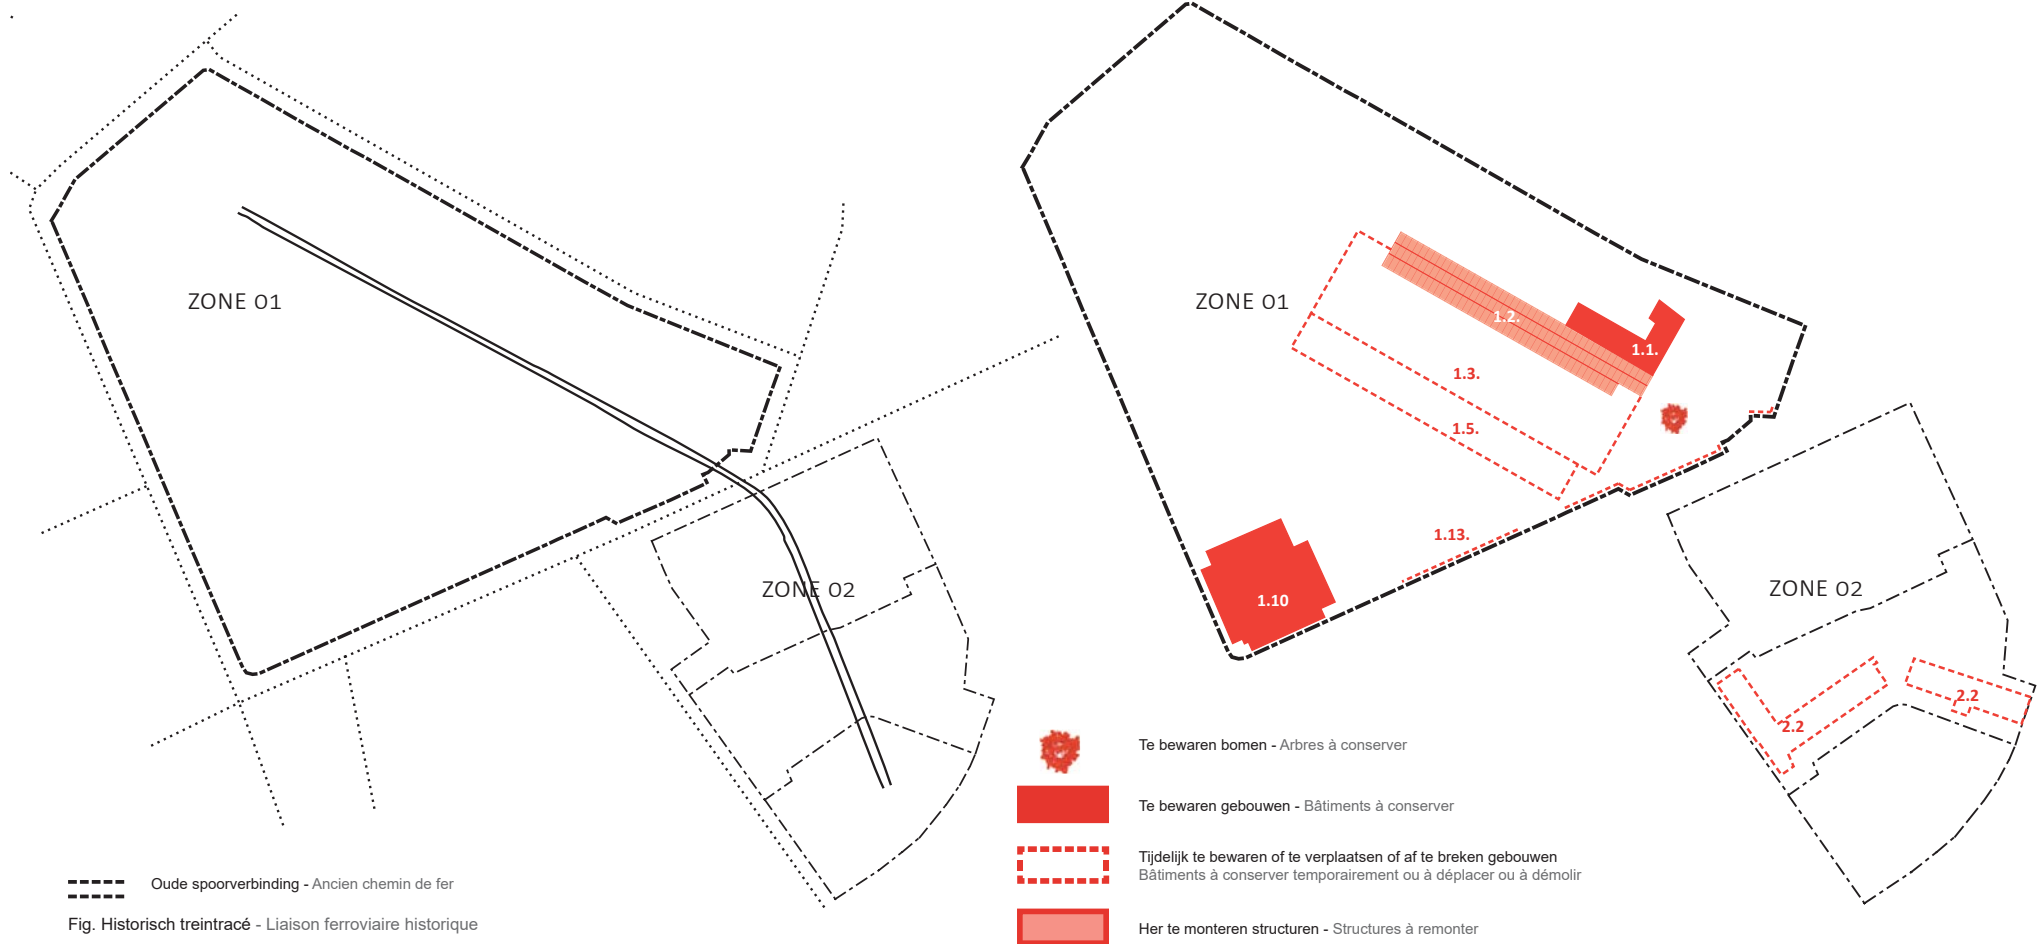 ZONE 01
ZONE 02
Oude spoorverbinding - Ancien chemin de fer
Fig. Historisch treintracé - Liaison ferroviaire historique
ZONE 01
1.2.
1.1.
1.3.
1.5.
1.13.
1.10
ZONE 02
2.2
2.2
Te bewaren bomen - Arbres à conserver
Te bewaren gebouwen - Bâtiments à conserver
Tijdelijk te bewaren of te verplaatsen of af te breken gebouwen
Bâtiments à conserver temporairement ou à déplacer ou à démolir
Her te monteren structuren - Structures à remonter